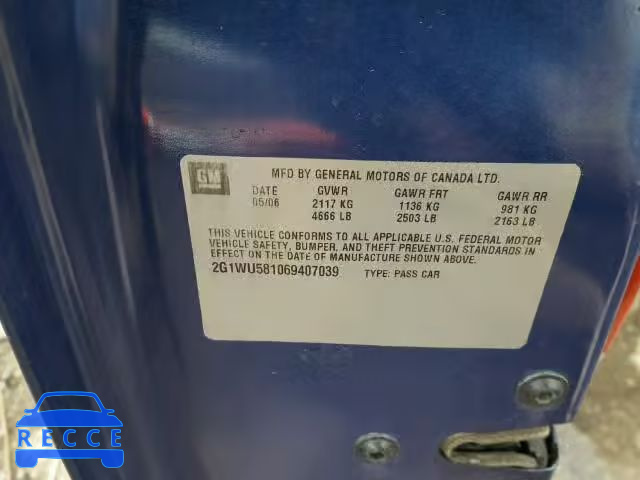 GM
MFD BY GENERAL MOTORS OF CANADA LTD.
DATE GVWR GAWR FRT GAWR RR
05/06 2117 KG 1136 KG 981 KG
4666 LB 2503 LB 2163 LB
THIS VEHICLE CONFORMS TO ALL APPLICABLE U.S. FEDERAL MOTOR
VEHICLE SAFETY, BUMPER, AND THEFT PREVENTION STANDARDS IN
EFFECT ON THE DATE OF MANUFACTURE SHOWN ABOVE.
2G1WU581069407039 TYPE: PASS CAR
RECCE